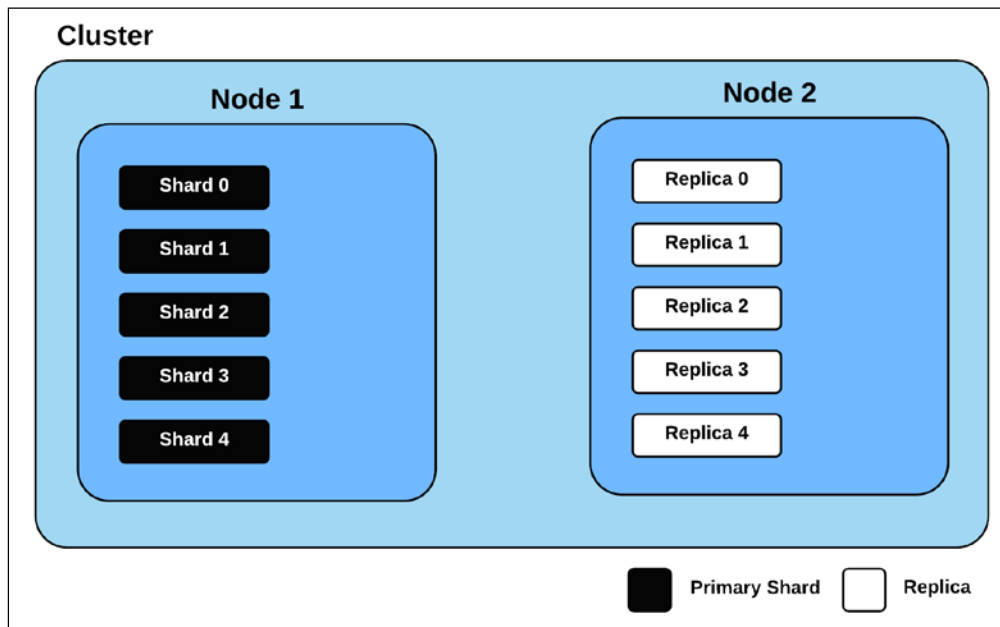 Cluster
Node 1
Shard 0
Shard 1
Shard 2
Shard 3
Shard 4
Node 2
Replica 0
Replica 1
Replica 2
Replica 3
Replica 4
Primary Shard
Replica